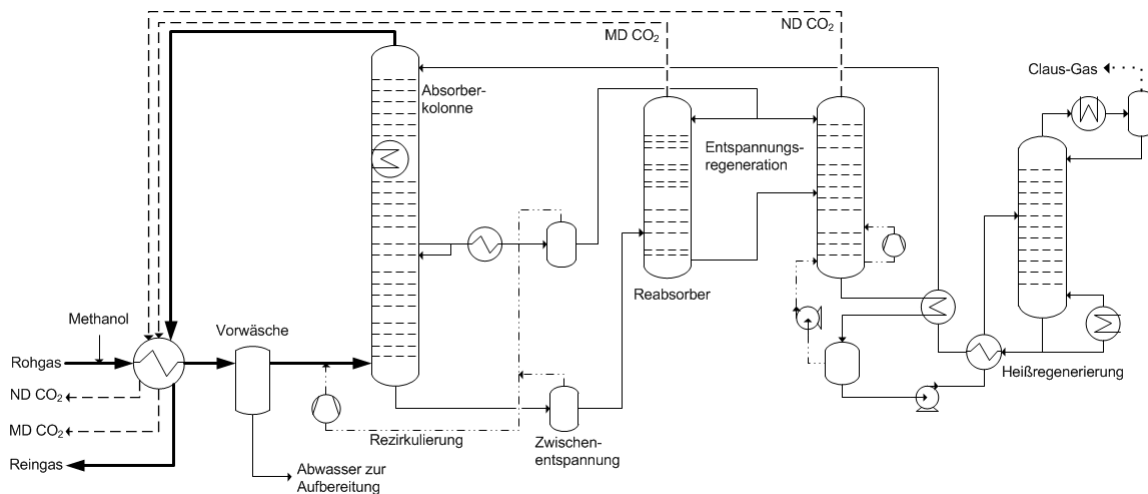 ND CO₂
MD CO₂
Claus-Gas
Absorber-
kolonne
Entspannungs-
regeneration
Reabsorber
Methanol
Vorwäsche
Rohgas
ND CO₂
MD CO₂
Reingas
Rezirkulierung
Zwischen-
entspannung
Heißregenerierung
Abwasser zur
Aufbereitung